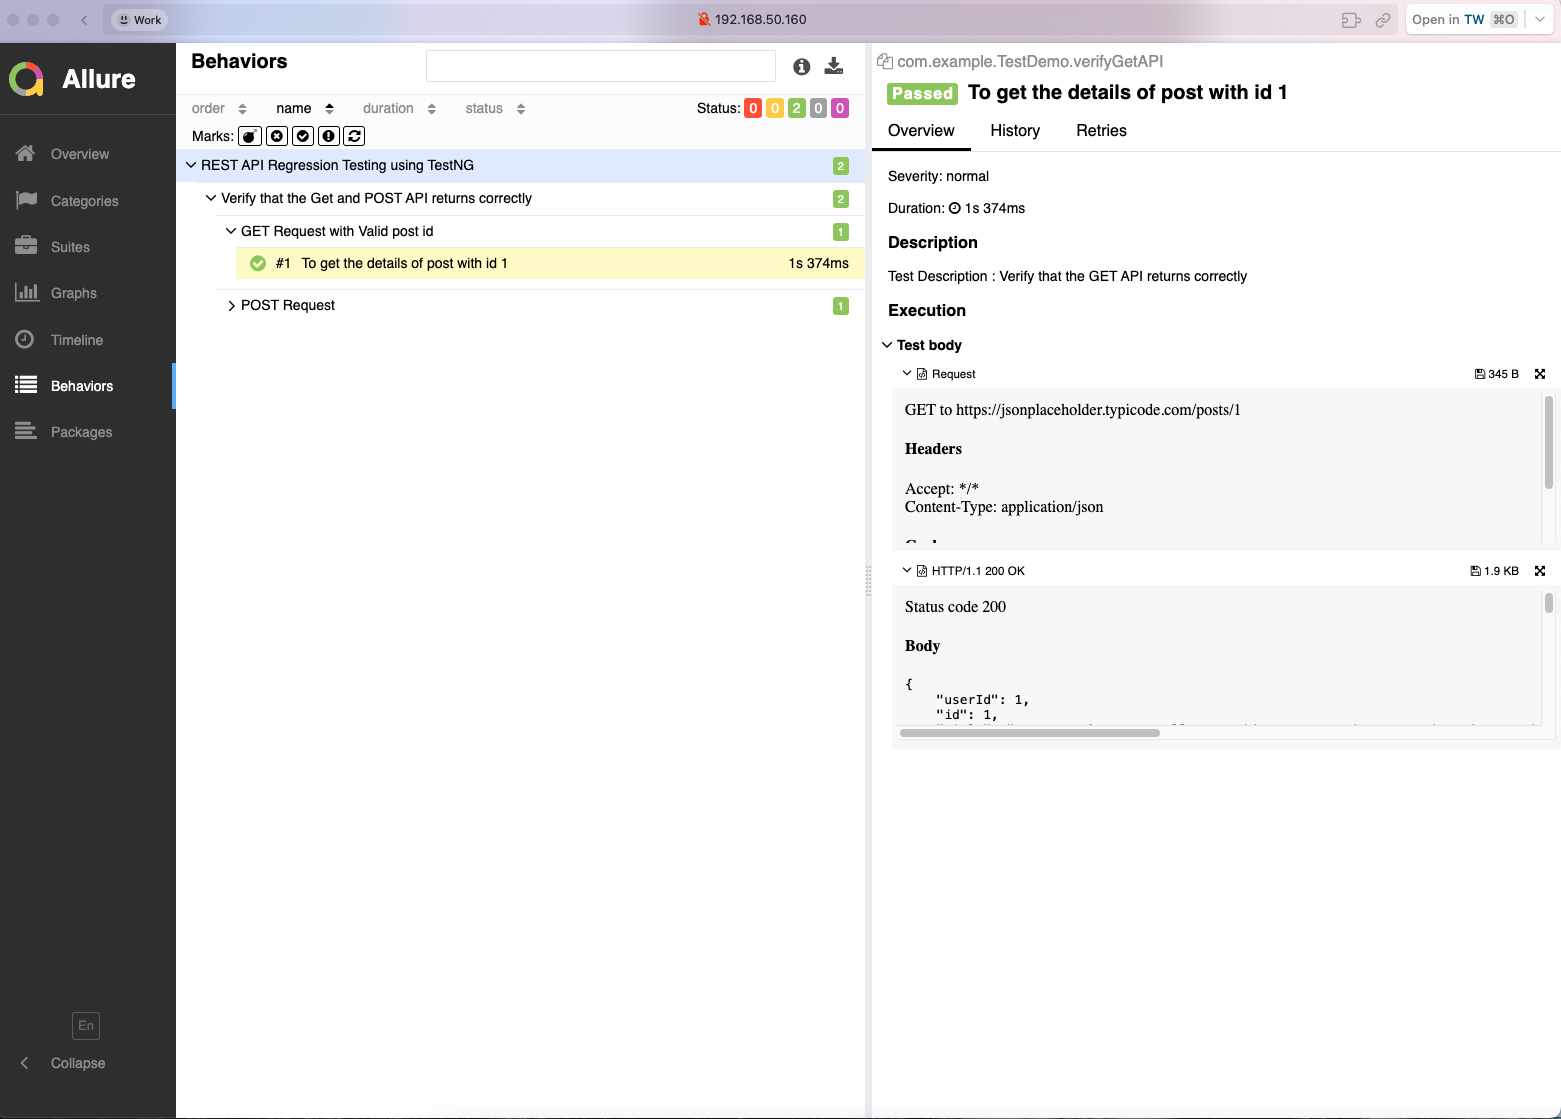 Work
192.168.50.160
Open in TW ⌘O
Allure
Overview
Categories
Suites
Graphs
Timeline
Behaviors
Packages
En
Collapse
Behaviors
order name duration status Status: 0 0 2 0 0
Marks:
REST API Regression Testing using TestNG 2
Verify that the Get and POST API returns correctly 2
GET Request with Valid post id 1
#1 To get the details of post with id 1 1s 374ms
POST Request 1
com.example.TestDemo.verifyGetAPI
Passed To get the details of post with id 1
Overview History Retries
Severity: normal
Duration: 1s 374ms
Description
Test Description : Verify that the GET API returns correctly
Execution
Test body
Request 345 B
GET to https://jsonplaceholder.typicode.com/posts/1
Headers
Accept: */*
Content-Type: application/json
HTTP/1.1 200 OK 1.9 KB
Status code 200
Body
{
"userId": 1,
"id": 1,